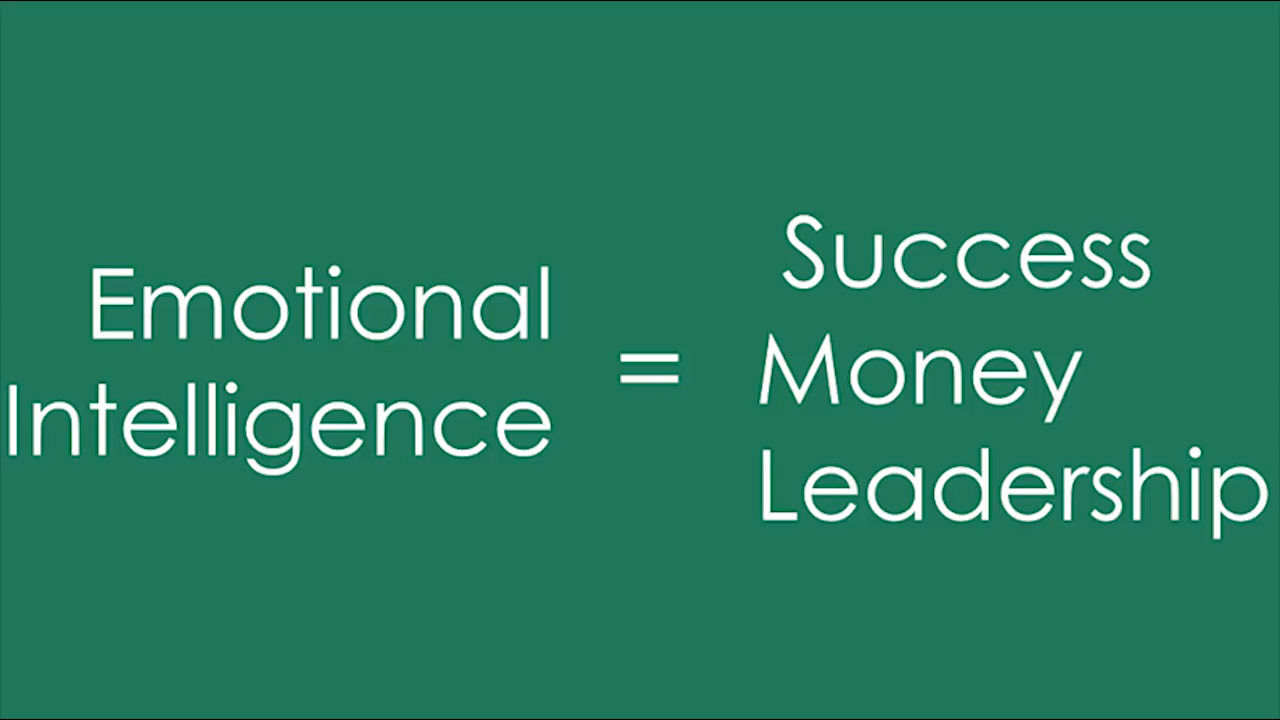 Emotional
Intelligence
=
Success
Money
Leadership